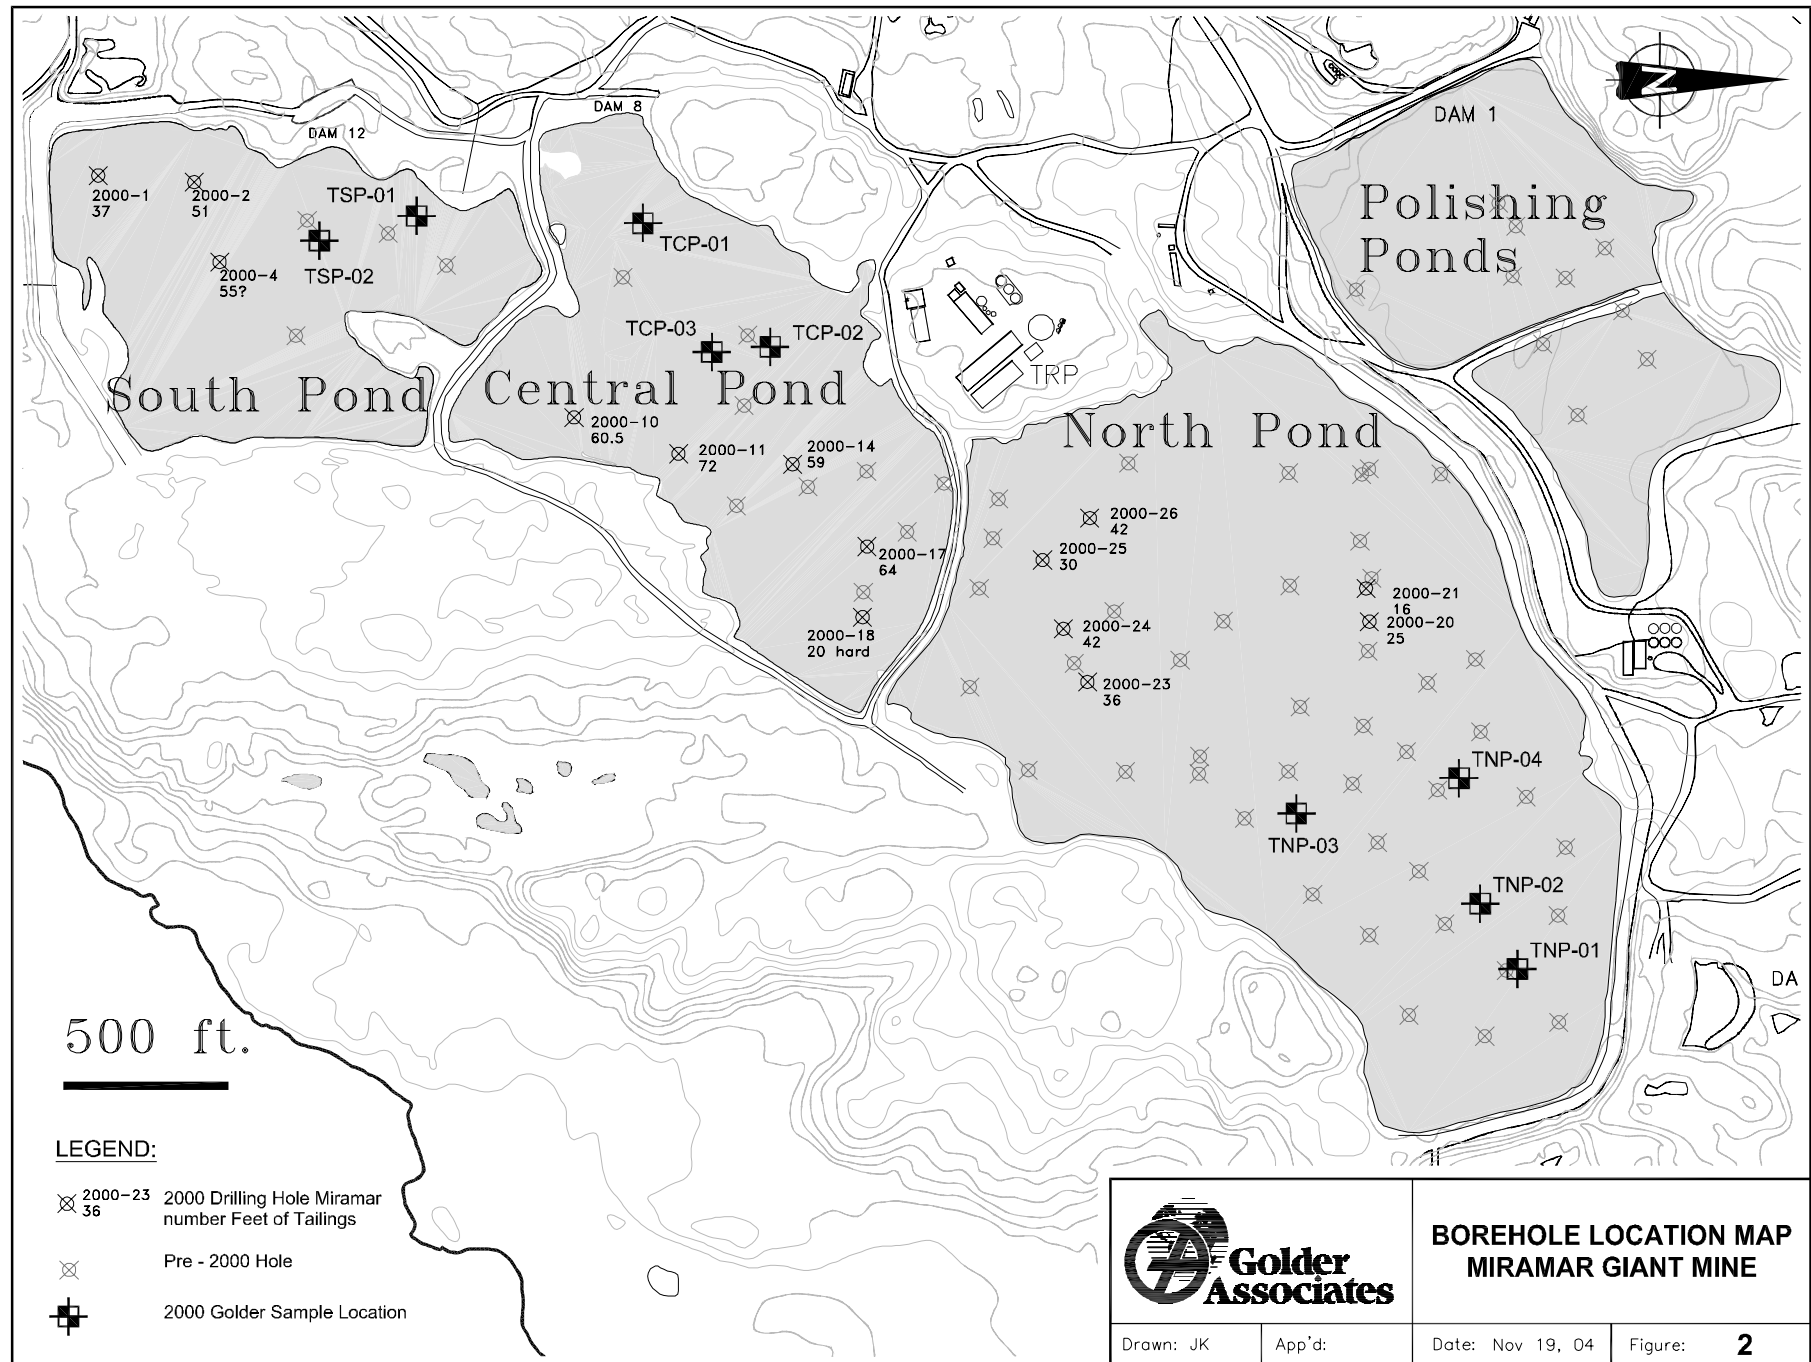 DAM 8
DAM 12
DAM 1
N
2000-1
37
2000-2
51
TSP-01
TSP-02
2000-4
55?
TCP-01
Polishing
Ponds
TCP-03
TCP-02
TRP
South Pond
Central Pond
North Pond
2000-10
60.5
2000-11
72
2000-14
59
2000-17
64
2000-18
20 hard
2000-26
42
2000-25
30
2000-24
42
2000-23
36
2000-21
16
2000-20
25
TNP-04
TNP-03
TNP-02
TNP-01
DA
500 ft.
LEGEND:
2000-23
36
2000 Drilling Hole Miramar
number Feet of Tailings
Pre - 2000 Hole
2000 Golder Sample Location
Golder
Associates
BOREHOLE LOCATION MAP
MIRAMAR GIANT MINE
Drawn: JK
App'd:
Date: Nov 19, 04
Figure: 2